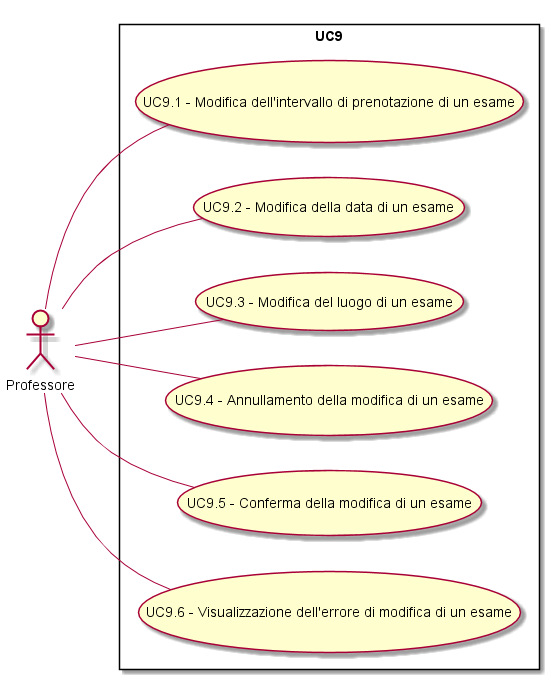 UC9
UC9.1 - Modifica dell'intervallo di prenotazione di un esame
UC9.2 - Modifica della data di un esame
UC9.3 - Modifica del luogo di un esame
Professore
UC9.4 - Annullamento della modifica di un esame
UC9.5 - Conferma della modifica di un esame
UC9.6 - Visualizzazione dell'errore di modifica di un esame